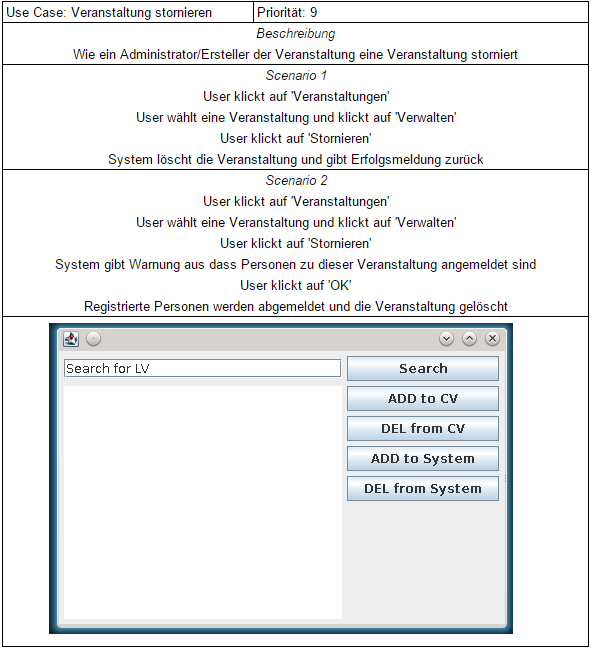 Use Case: Veranstaltung stornieren Priorität: 9
Beschreibung
Wie ein Administrator/Ersteller der Veranstaltung eine Veranstaltung storniert
Scenario 1
User klickt auf 'Veranstaltungen'
User wählt eine Veranstaltung und klickt auf 'Verwalten'
User klickt auf 'Stornieren'
System löscht die Veranstaltung und gibt Erfolgsmeldung zurück
Scenario 2
User klickt auf 'Veranstaltungen'
User wählt eine Veranstaltung und klickt auf 'Verwalten'
User klickt auf 'Stornieren'
System gibt Warnung aus dass Personen zu dieser Veranstaltung angemeldet sind
User klickt auf 'OK'
Registrierte Personen werden abgemeldet und die Veranstaltung gelöscht
Search for LV
Search
ADD to CV
DEL from CV
ADD to System
DEL from System